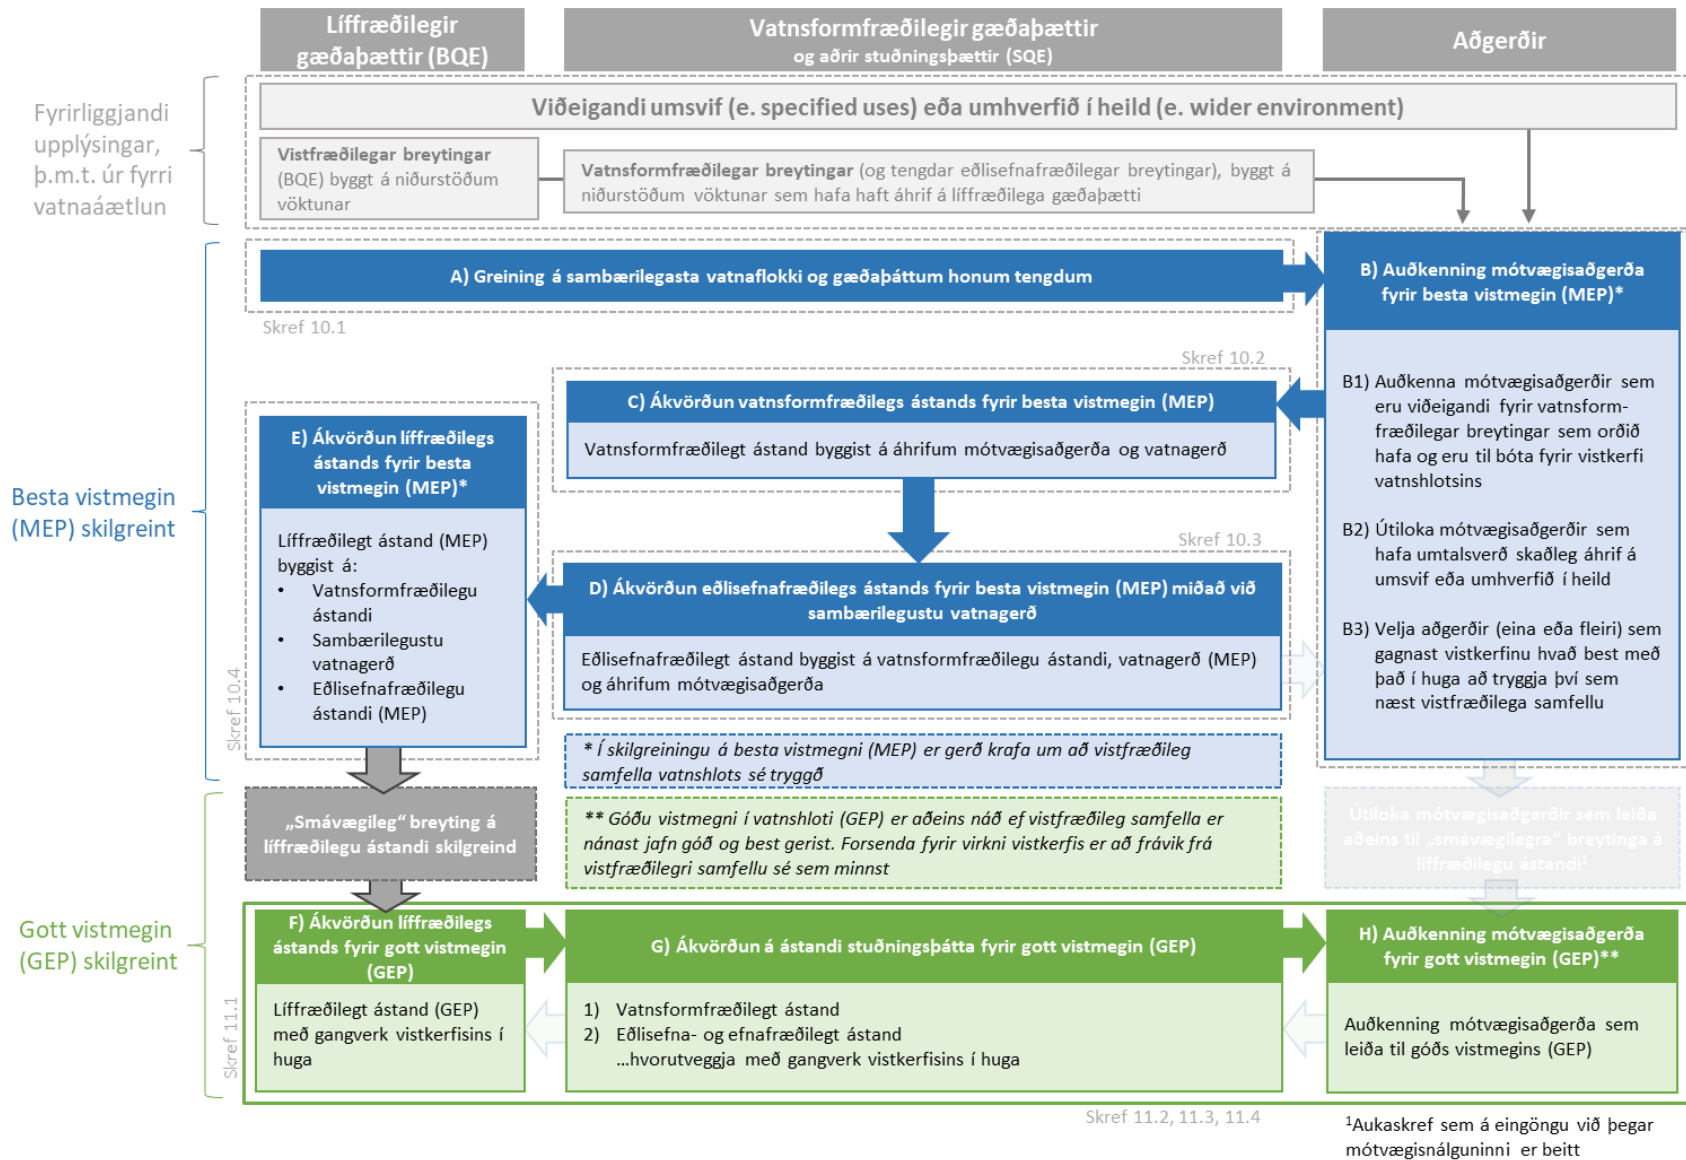 Líffræðilegir
gæðaþættir (BQE)
Vatnsformfræðilegir gæðaþættir
og aðrir stuðningsþættir (SQE)
Aðgerðir
Fyrirliggjandi
upplýsingar,
þ.m.t. úr fyrri
vatnaáætlun
Viðeigandi umsvif (e. specified uses) eða umhverfið í heild (e. wider environment)
Vistfræðilegar breytingar
(BQE) byggt á niðurstöðum
vöktunar
Vatnsformfræðilegar breytingar (og tengdar eðlisefnafræðilegar breytingar), byggt á
niðurstöðum vöktunar sem hafa haft áhrif á líffræðilega gæðaþætti
Besta vistmegin
(MEP) skilgreint
A) Greining á sambærilegasta vatnaflokki og gæðaþáttum honum tengdum
Skref 10.1
B) Auðkenning mótvægisaðgerða
fyrir besta vistmegin (MEP)*
B1) Auðkenna mótvægisaðgerðir sem
eru viðeigandi fyrir vatnsform-
fræðilegar breytingar sem orðið
hafa og eru til bóta fyrir vistkerfi
vatnshlotsins
B2) Útiloka mótvægisaðgerðir sem
hafa umtalsverð skaðleg áhrif á
umsvif eða umhverfið í heild
B3) Velja aðgerðir (eina eða fleiri) sem
gagnast vistkerfinu hvað best með
það í huga að tryggja því sem
næst vistfræðilega samfellu
Skref 10.2
C) Ákvörðun vatnsformfræðilegs ástands fyrir besta vistmegin (MEP)
Vatnsformfræðilegt ástand byggist á áhrifum mótvægisaðgerða og vatnagerð
Skref 10.3
D) Ákvörðun eðlisefnafræðilegs ástands fyrir besta vistmegin (MEP) miðað við
sambærilegustu vatnagerð
Eðlisefnafræðilegt ástand byggist á vatnsformfræðilegu ástandi, vatnagerð (MEP)
og áhrifum mótvægisaðgerða
E) Ákvörðun líffræðilegs
ástands fyrir besta
vistmegin (MEP)*
Líffræðilegt ástand (MEP)
byggist á:
• Vatnsformfræðilegu
ástandi
• Sambærilegustu
vatnagerð
• Eðlisefnafræðilegu
ástandi (MEP)
Skref 10.4
* Í skilgreiningu á besta vistmegni (MEP) er gerð krafa um að vistfræðileg
samfella vatnshlots sé tryggð
Gott vistmegin
(GEP) skilgreint
„Smávægileg“ breyting á
líffræðilegu ástandi skilgreind
** Góðu vistmegni í vatnshloti (GEP) er aðeins náð ef vistfræðileg samfella er
nánast jafn góð og best gerist. Forsenda fyrir virkni vistkerfis er að frávik frá
vistfræðilegri samfellu sé sem minnst
Útiloka mótvægisaðgerðir sem leiða
aðeins til „smávægilegra“ breytinga á
líffræðilegu ástandi¹
F) Ákvörðun líffræðilegs
ástands fyrir gott vistmegin
(GEP)
Líffræðilegt ástand (GEP)
með gangverk vistkerfisins í
huga
Skref 11.1
G) Ákvörðun á ástandi stuðningsþátta fyrir gott vistmegin (GEP)
1) Vatnsformfræðilegt ástand
2) Eðlisefna- og efnafræðilegt ástand
...hvorutveggja með gangverk vistkerfisins í huga
H) Auðkenning mótvægisaðgerða
fyrir gott vistmegin (GEP)**
Auðkenning mótvægisaðgerða sem
leiða til góðs vistmegins (GEP)
Skref 11.2, 11.3, 11.4
¹Aukaskref sem á eingöngu við þegar
mótvægisnálguninni er beitt